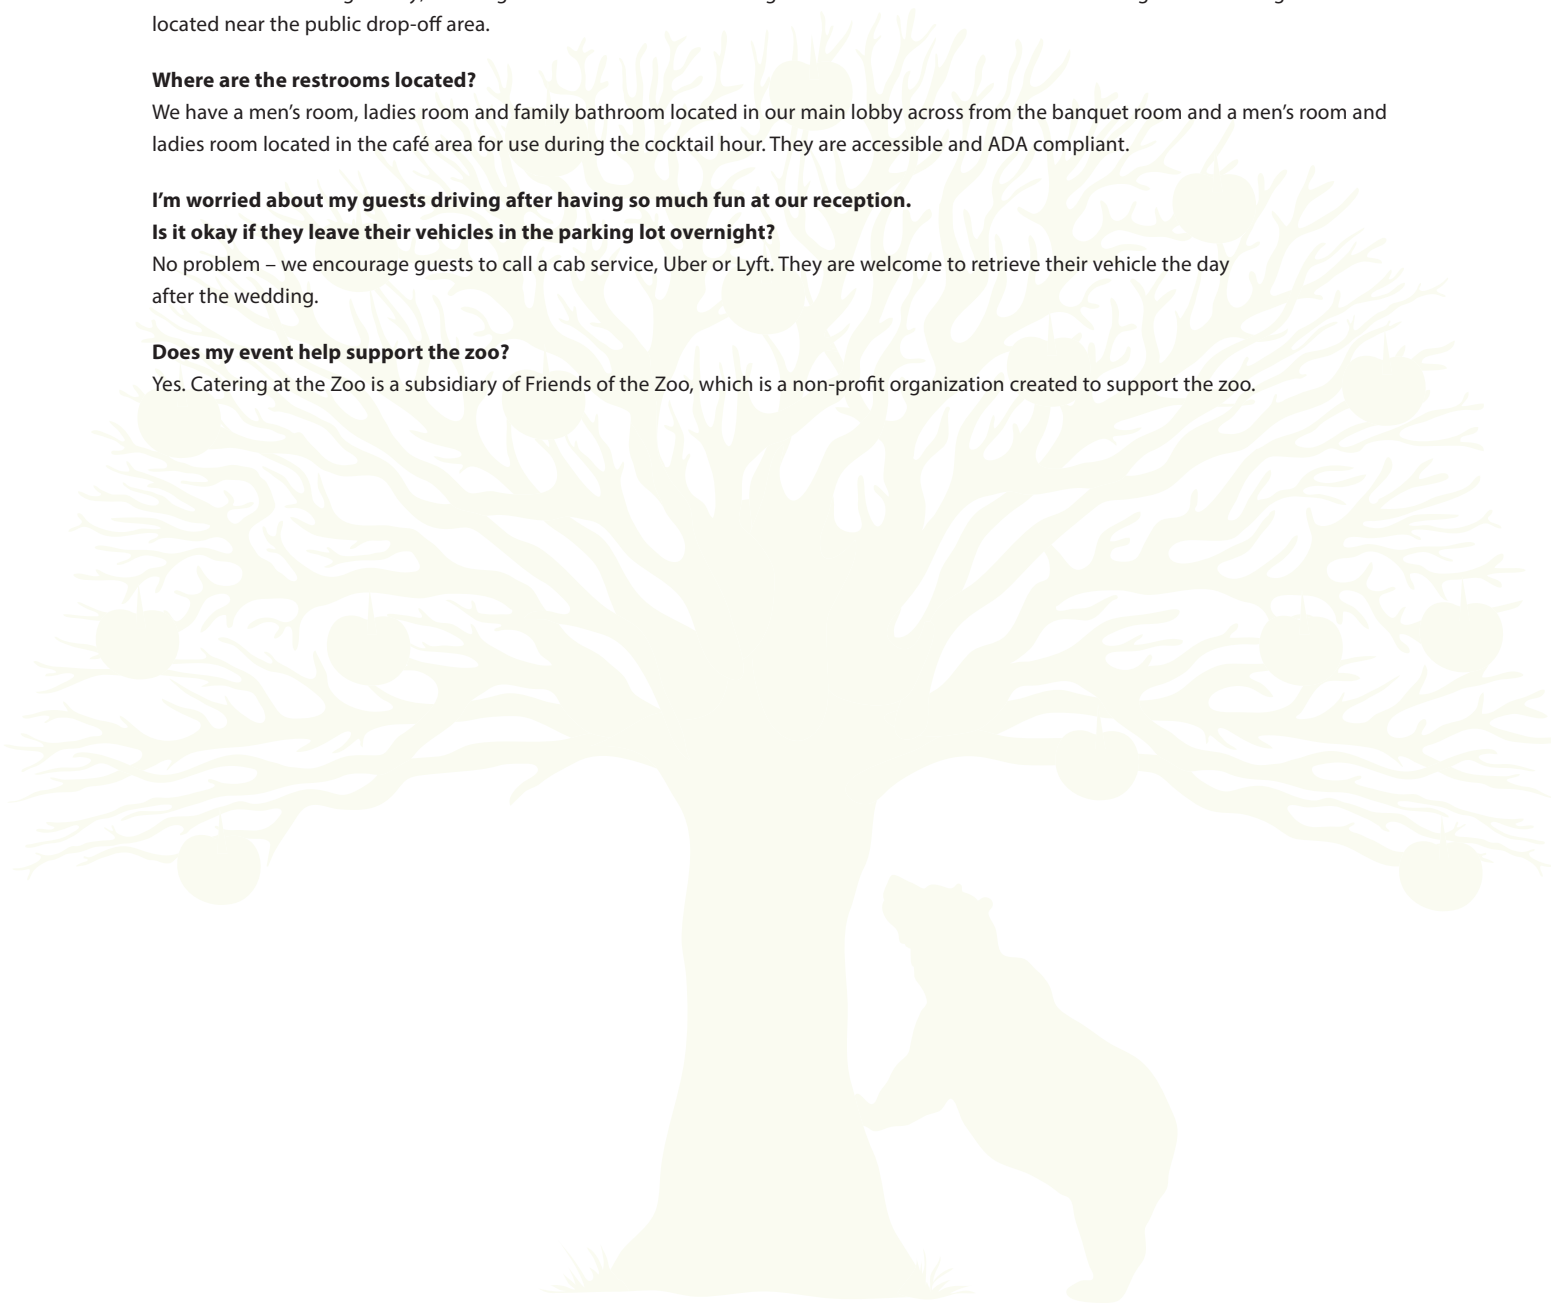 located near the public drop-off area.
Where are the restrooms located?
We have a men’s room, ladies room and family bathroom located in our main lobby across from the banquet room and a men’s room and
ladies room located in the café area for use during the cocktail hour. They are accessible and ADA compliant.
I’m worried about my guests driving after having so much fun at our reception.
Is it okay if they leave their vehicles in the parking lot overnight?
No problem – we encourage guests to call a cab service, Uber or Lyft. They are welcome to retrieve their vehicle the day
after the wedding.
Does my event help support the zoo?
Yes. Catering at the Zoo is a subsidiary of Friends of the Zoo, which is a non-profit organization created to support the zoo.